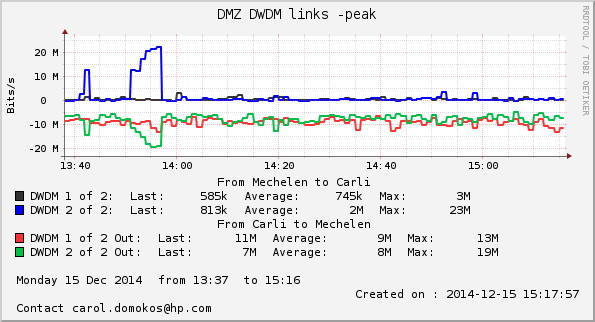 DMZ DWDM links -peak
RRDTOOL / TOBI OETIKER
Bits/s
20 M
10 M
0
-10 M
-20 M
13:40 14:00 14:20 14:40 15:00
From Mechelen to Carli
DWDM 1 of 2: Last: 585k Average: 745k Max: 3M
DWDM 2 of 2: Last: 813k Average: 2M Max: 23M
From Carli to Mechelen
DWDM 1 of 2 Out: Last: 11M Average: 9M Max: 13M
DWDM 2 of 2 Out: Last: 7M Average: 8M Max: 19M
Monday 15 Dec 2014 from 13:37 to 15:16
Created on : 2014-12-15 15:17:57
Contact carol.domokos@hp.com